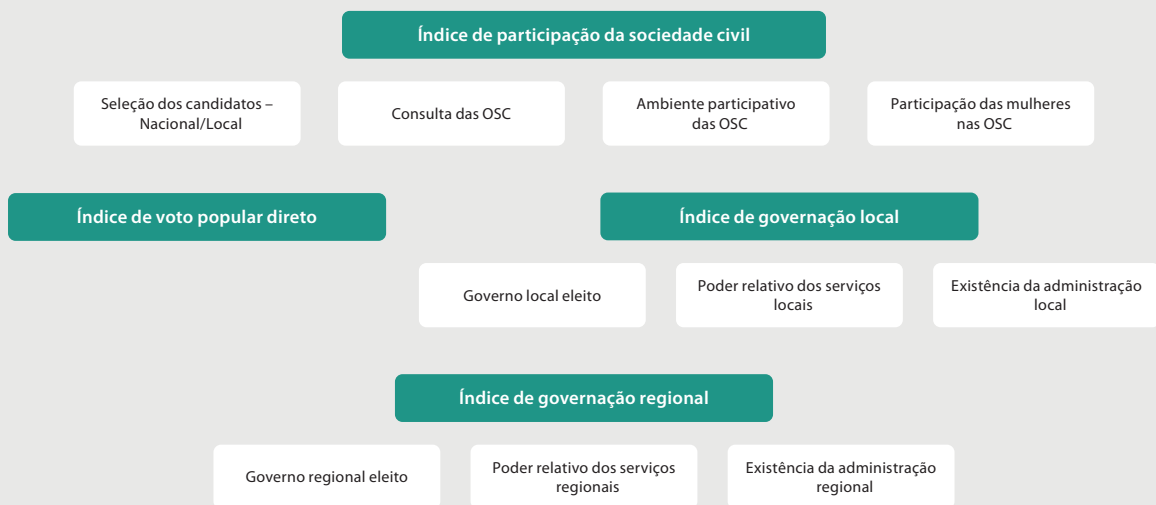 Índice de participação da sociedade civil
Seleção dos candidatos –
Nacional/Local
Consulta das OSC
Ambiente participativo
das OSC
Participação das mulheres
nas OSC
Índice de voto popular direto
Índice de governação local
Governo local eleito
Poder relativo dos serviços
locais
Existência da administração
local
Índice de governação regional
Governo regional eleito
Poder relativo dos serviços
regionais
Existência da administração
regional